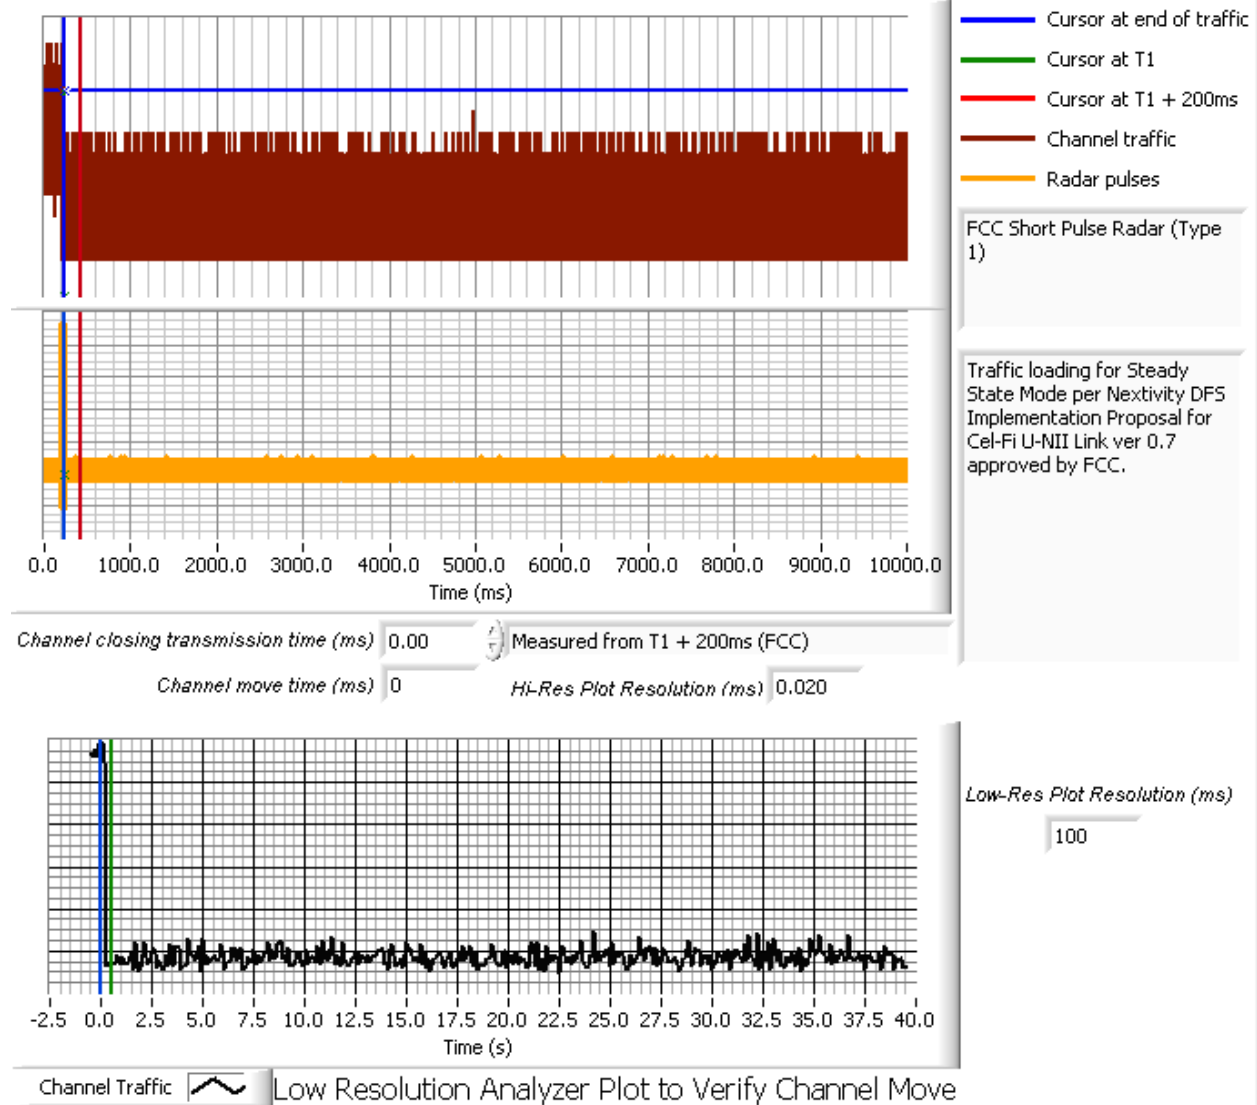 Cursor at end of traffic
Cursor at T1
Cursor at T1 + 200ms
Channel traffic
Radar pulses
FCC Short Pulse Radar (Type
1)
Traffic loading for Steady
State Mode per Nextivity DFS
Implementation Proposal for
Cel-Fi U-NII Link ver 0.7
approved by FCC.
0.0 1000.0 2000.0 3000.0 4000.0 5000.0 6000.0 7000.0 8000.0 9000.0 10000.0
Time (ms)
Channel closing transmission time (ms) 0.00 Measured from T1 + 200ms (FCC)
Channel move time (ms) 0 Hi-Res Plot Resolution (ms) 0.020
Low-Res Plot Resolution (ms)
100
-2.5 0.0 2.5 5.0 7.5 10.0 12.5 15.0 17.5 20.0 22.5 25.0 27.5 30.0 32.5 35.0 37.5 40.0
Time (s)
Channel Traffic Low Resolution Analyzer Plot to Verify Channel Move